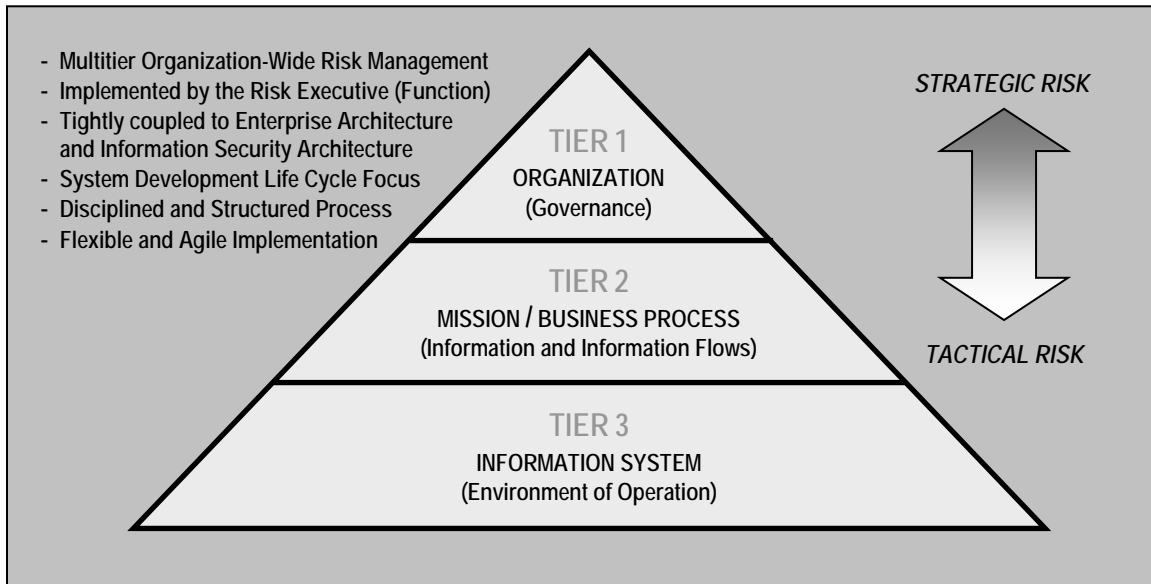 - Multitier Organization-Wide Risk Management
- Implemented by the Risk Executive (Function)
- Tightly coupled to Enterprise Architecture
and Information Security Architecture
- System Development Life Cycle Focus
- Disciplined and Structured Process
- Flexible and Agile Implementation
TIER 1
ORGANIZATION
(Governance)
TIER 2
MISSION / BUSINESS PROCESS
(Information and Information Flows)
TIER 3
INFORMATION SYSTEM
(Environment of Operation)
STRATEGIC RISK
TACTICAL RISK